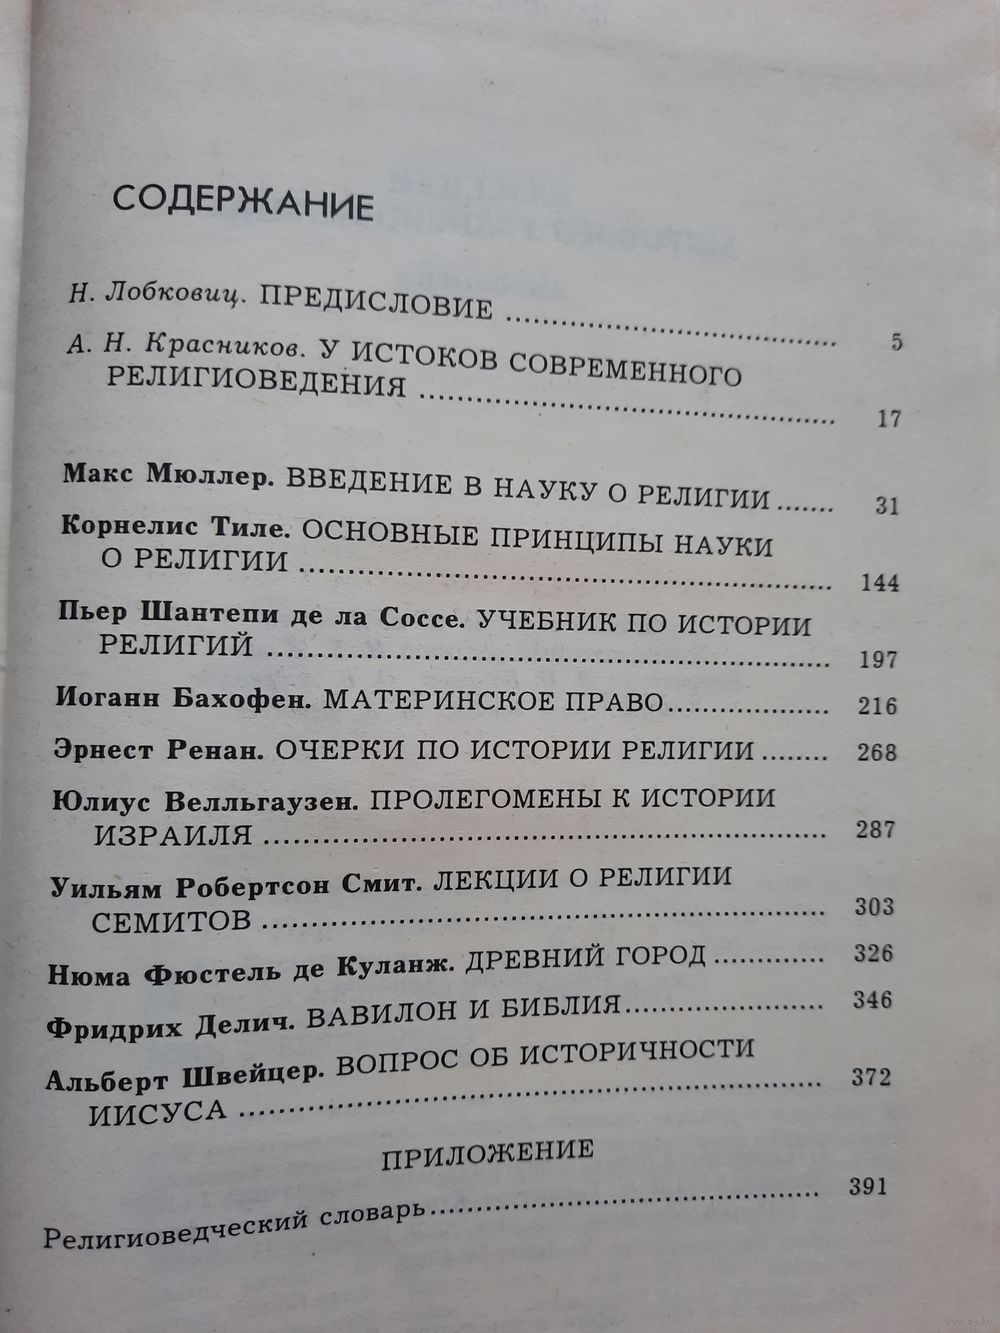 СОДЕРЖАНИЕ
Н. Лобковиц. ПРЕДИСЛОВИЕ .......... 5
А. Н. Красников. У ИСТОКОВ СОВРЕМЕННОГО
РЕЛИГИОВЕДЕНИЯ .......... 17
Макс Мюллер. ВВЕДЕНИЕ В НАУКУ О РЕЛИГИИ ....... 31
Корнелис Тиле. ОСНОВНЫЕ ПРИНЦИПЫ НАУКИ
О РЕЛИГИИ .......... 144
Пьер Шантепи де ла Соссе. УЧЕБНИК ПО ИСТОРИИ
РЕЛИГИЙ .......... 197
Иоганн Бахофен. МАТЕРИНСКОЕ ПРАВО .......... 216
Эрнест Ренан. ОЧЕРКИ ПО ИСТОРИИ РЕЛИГИИ ........ 268
Юлиус Велльгаузен. ПРОЛЕГОМЕНЫ К ИСТОРИИ
ИЗРАИЛЯ .......... 287
Уильям Робертсон Смит. ЛЕКЦИИ О РЕЛИГИИ
СЕМИТОВ .......... 303
Нюма Фюстель де Куланж. ДРЕВНИЙ ГОРОД .......... 326
Фридрих Делич. ВАВИЛОН И БИБЛИЯ .......... 346
Альберт Швейцер. ВОПРОС ОБ ИСТОРИЧНОСТИ
ИИСУСА .......... 372
ПРИЛОЖЕНИЕ
Религиоведческий словарь .......... 391
www.ay.by